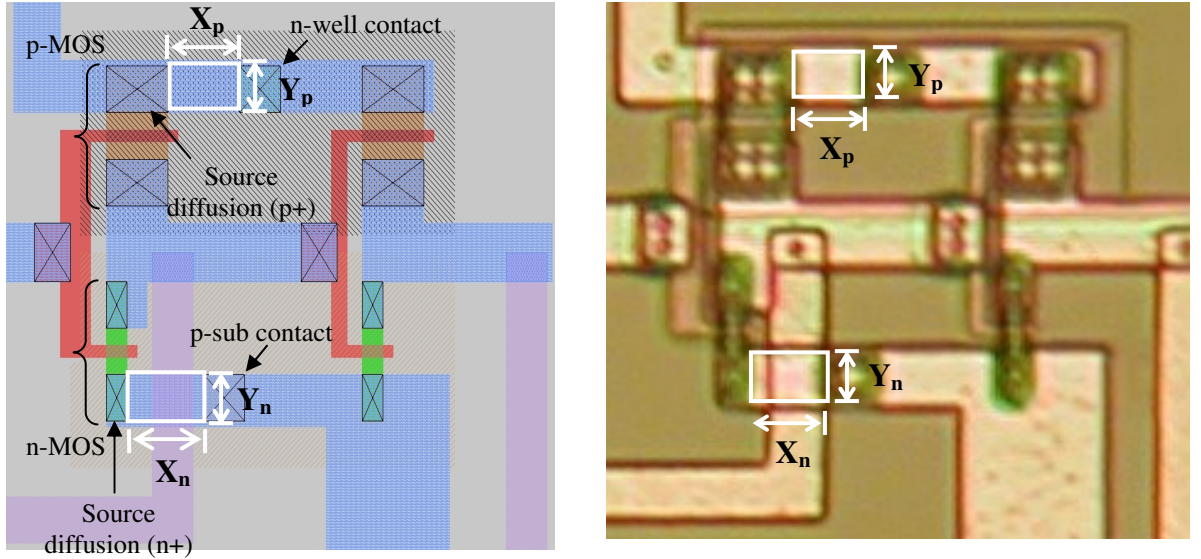 Xp
n-well contact
p-MOS
Yp
Source
diffusion (p+)
p-sub contact
Yn
n-MOS
Xn
Source
diffusion (n+)
Yp
Xp
Yn
Xn